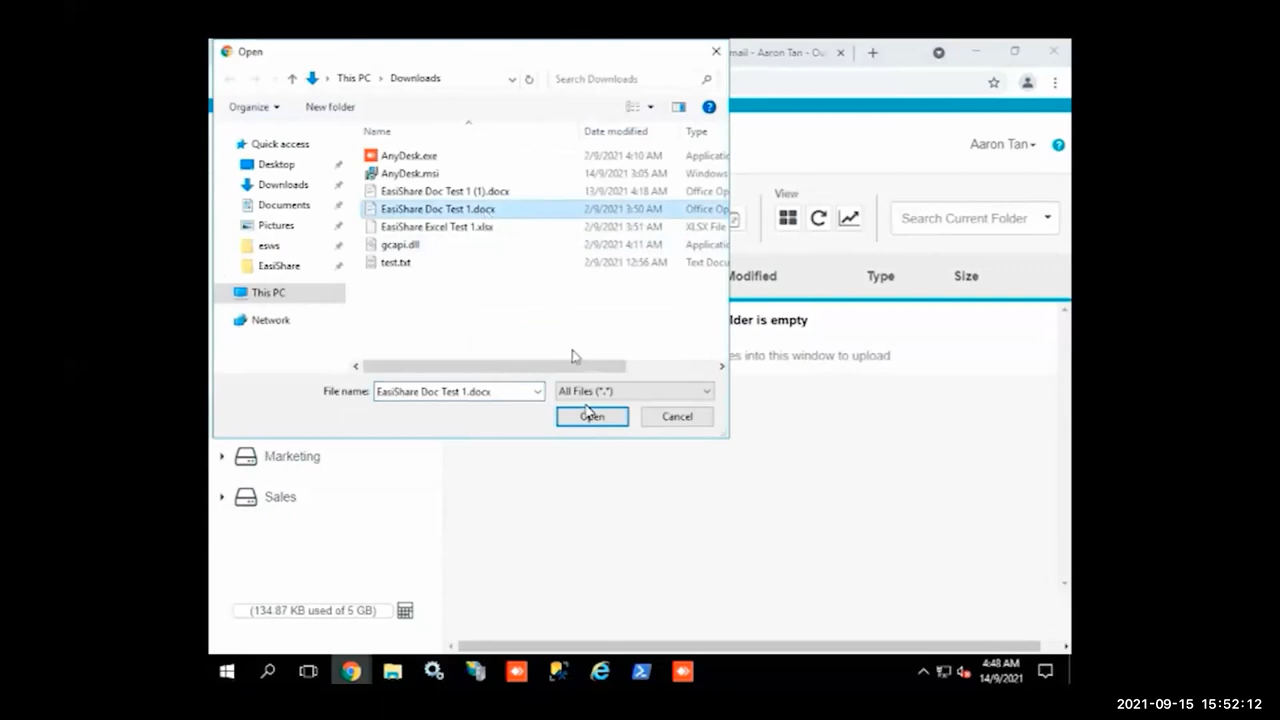 Open
mail - Aaron Tan - Ou
This PC
Downloads
Search Downloads
Organize
New folder
Name
Date modified
Type
Quick access
Desktop
Downloads
Documents
Pictures
esws
EasiShare
This PC
Network
AnyDesk.exe 2/9/2021 4:10 AM Applicatic
AnyDesk.msi 14/9/2021 3:05 AM Windows
EasiShare Doc Test 1 (1).docx 13/9/2021 4:18 AM Office Op
EasiShare Doc Test 1.docx 2/9/2021 3:50 AM Office Op
EasiShare Excel Test 1.xlsx 2/9/2021 3:51 AM XLSX File
gcapi.dll 2/9/2021 4:11 AM Applicatic
test.txt 2/9/2021 12:56 AM Text Docu
File name: EasiShare Doc Test 1.docx
All Files (*.*)
Open
Cancel
Aaron Tan
View
Search Current Folder
Modified
Type
Size
lder is empty
es into this window to upload
Marketing
Sales
(134.87 KB used of 5 GB)
4:48 AM
14/9/2021
2021-09-15 15:52:12